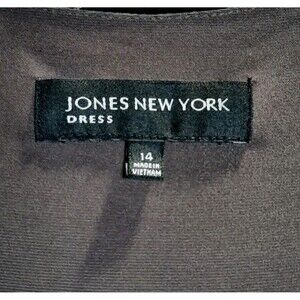 JONES NEW YORK
DRESS
14
MADE IN
VIETNAM